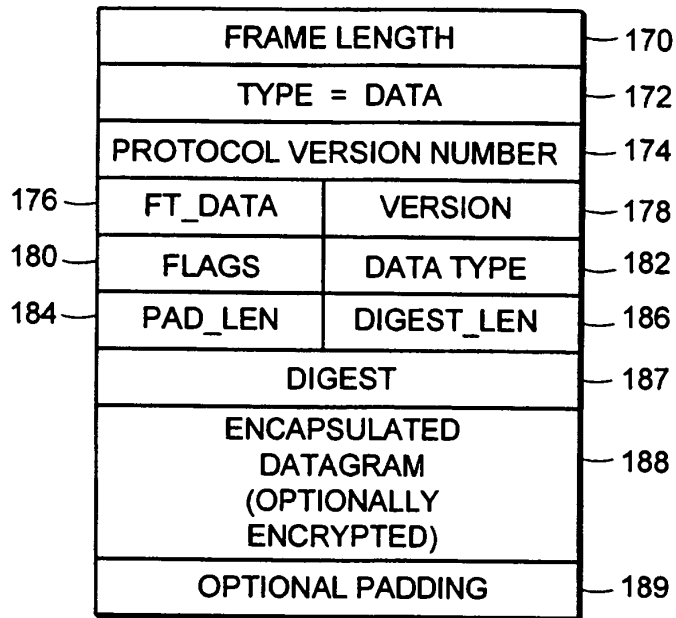 FRAME LENGTH 170
TYPE = DATA 172
PROTOCOL VERSION NUMBER 174
176 FT_DATA VERSION 178
180 FLAGS DATA TYPE 182
184 PAD_LEN DIGEST_LEN 186
DIGEST 187
ENCAPSULATED
DATAGRAM 188
(OPTIONALLY
ENCRYPTED)
OPTIONAL PADDING 189